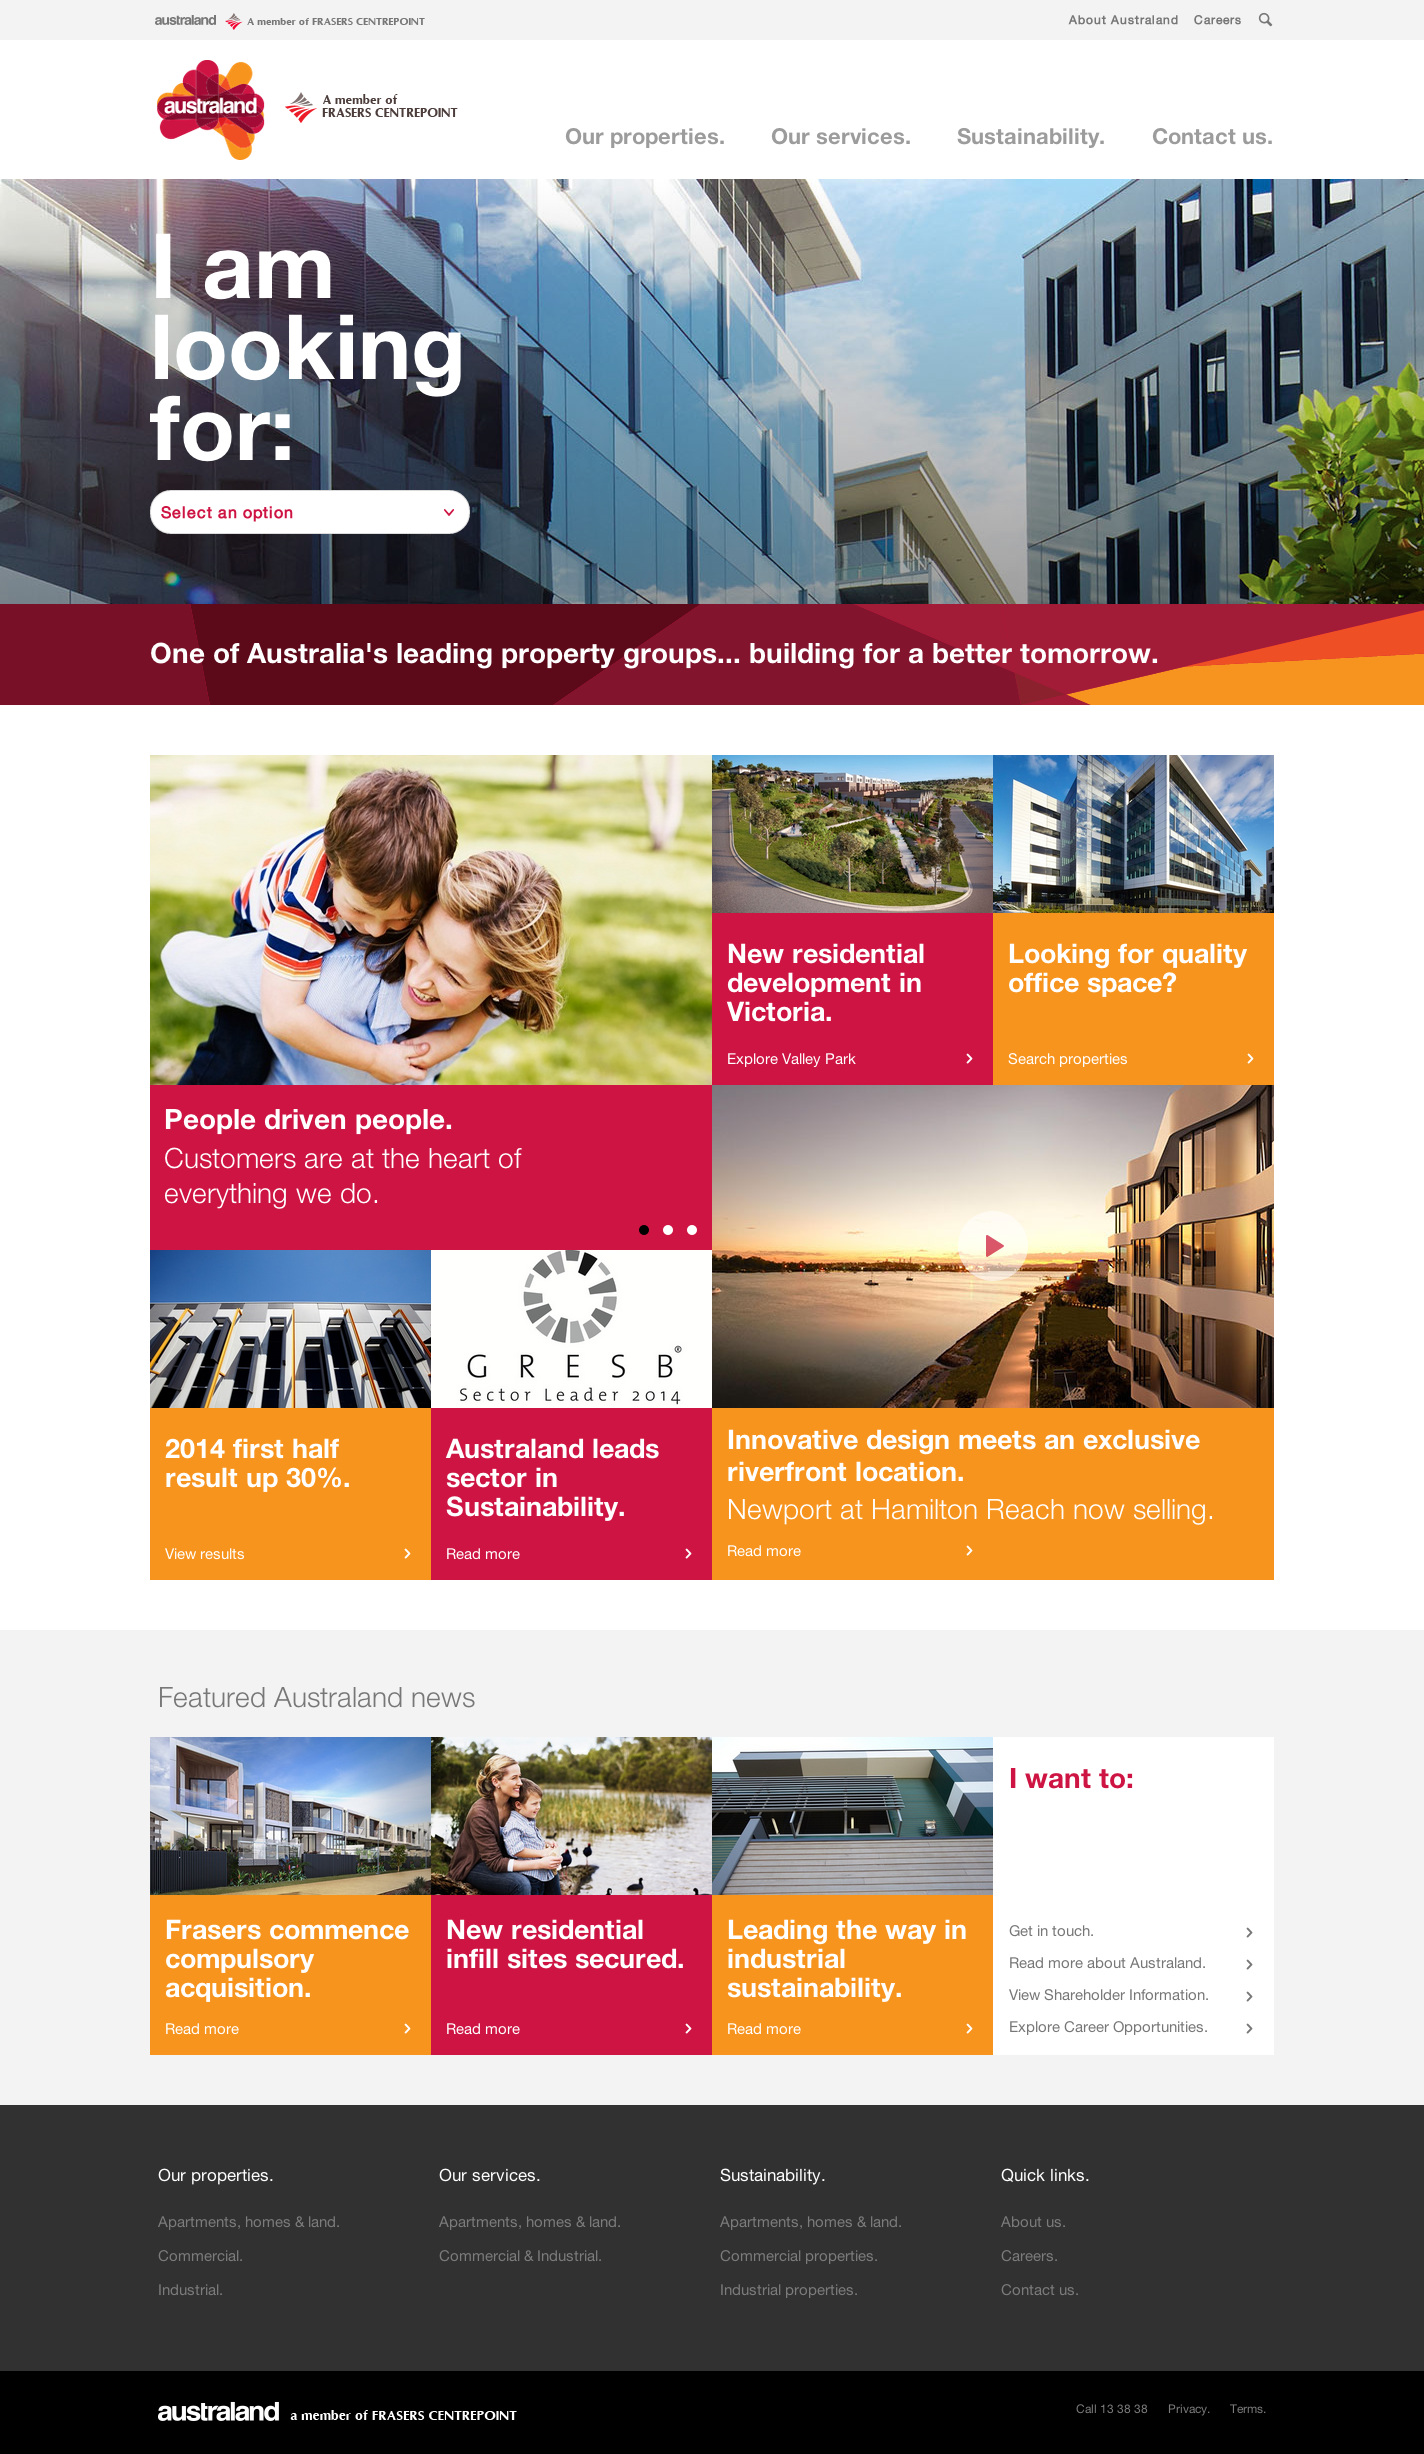 australand A member of FRASERS CENTREPOINT
About Australand Careers
australand
A member of
FRASERS CENTREPOINT
Our properties. Our services. Sustainability. Contact us.
I am
looking
for:
Select an option
One of Australia's leading property groups... building for a better tomorrow.
New residential
development in
Victoria.
Explore Valley Park
Looking for quality
office space?
Search properties
People driven people.
Customers are at the heart of
everything we do.
GRESB®
Sector Leader 2014
2014 first half
result up 30%.
View results
Australand leads
sector in
Sustainability.
Read more
Innovative design meets an exclusive
riverfront location.
Newport at Hamilton Reach now selling.
Read more
Featured Australand news
Frasers commence
compulsory
acquisition.
Read more
New residential
infill sites secured.
Read more
Leading the way in
industrial
sustainability.
Read more
I want to:
Get in touch.
Read more about Australand.
View Shareholder Information.
Explore Career Opportunities.
Our properties.
Apartments, homes & land.
Commercial.
Industrial.
Our services.
Apartments, homes & land.
Commercial & Industrial.
Sustainability.
Apartments, homes & land.
Commercial properties.
Industrial properties.
Quick links.
About us.
Careers.
Contact us.
australand a member of FRASERS CENTREPOINT
Call 13 38 38 Privacy. Terms.